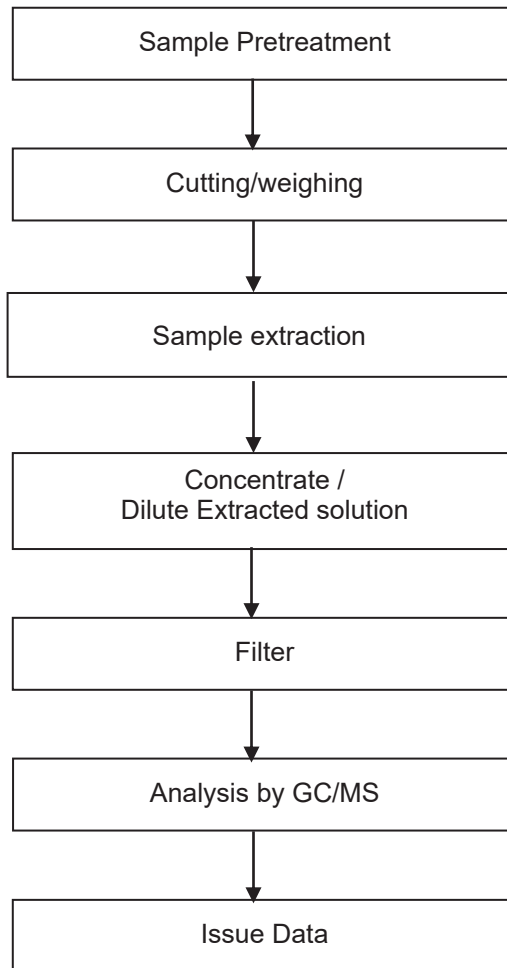 Sample Pretreatment
Cutting/weighing
Sample extraction
Concentrate /
Dilute Extracted solution
Filter
Analysis by GC/MS
Issue Data